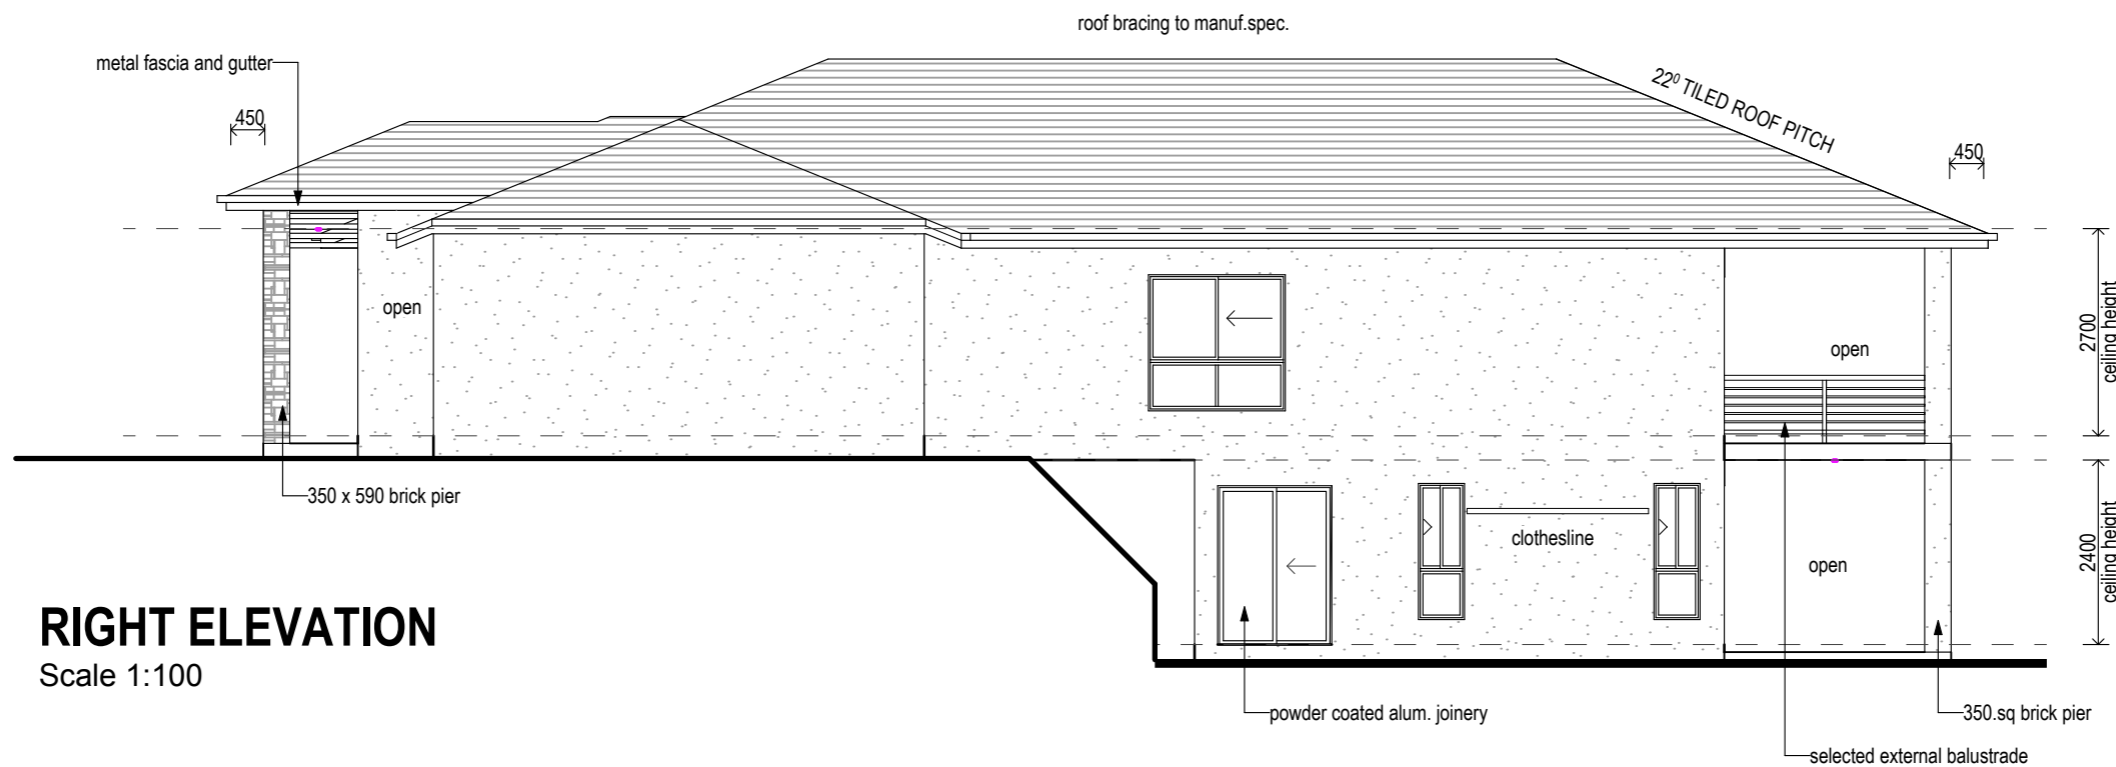 roof bracing to manuf.spec.
metal fascia and gutter
22⁰ TILED ROOF PITCH
450
450
open
2700
ceiling height
open
350 x 590 brick pier
clothesline
open
2400
ceiling height
RIGHT ELEVATION
Scale 1:100
powder coated alum. joinery
350.sq brick pier
selected external balustrade